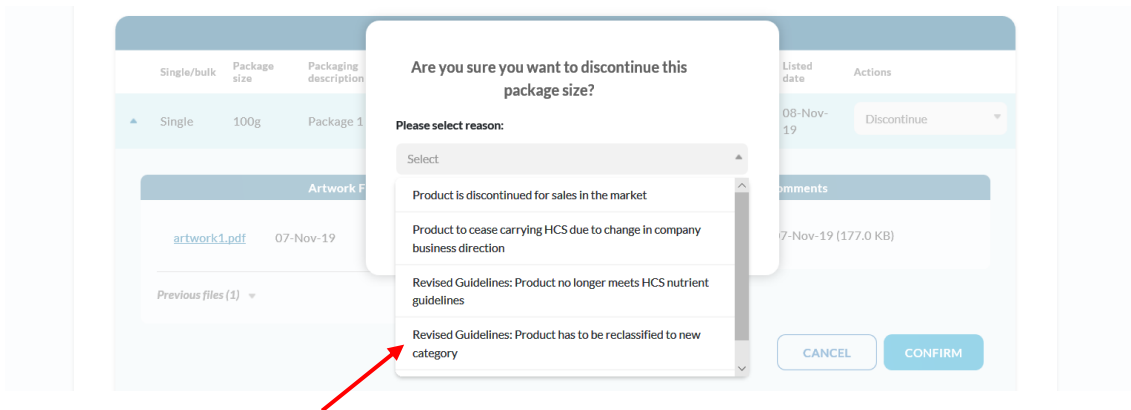 Are you sure you want to discontinue this
package size?
Please select reason:
Select
Product is discontinued for sales in the market
Product to cease carrying HCS due to change in company
business direction
Revised Guidelines: Product no longer meets HCS nutrient
guidelines
Revised Guidelines: Product has to be reclassified to new
category
Single/bulk
Package
size
Packaging
description
Listed
date
Actions
Single
100g
Package 1
08-Nov-
19
Discontinue
Artwork F
omments
artwork1.pdf
07-Nov-19
7-Nov-19 (177.0 KB)
Previous files (1)
CANCEL
CONFIRM